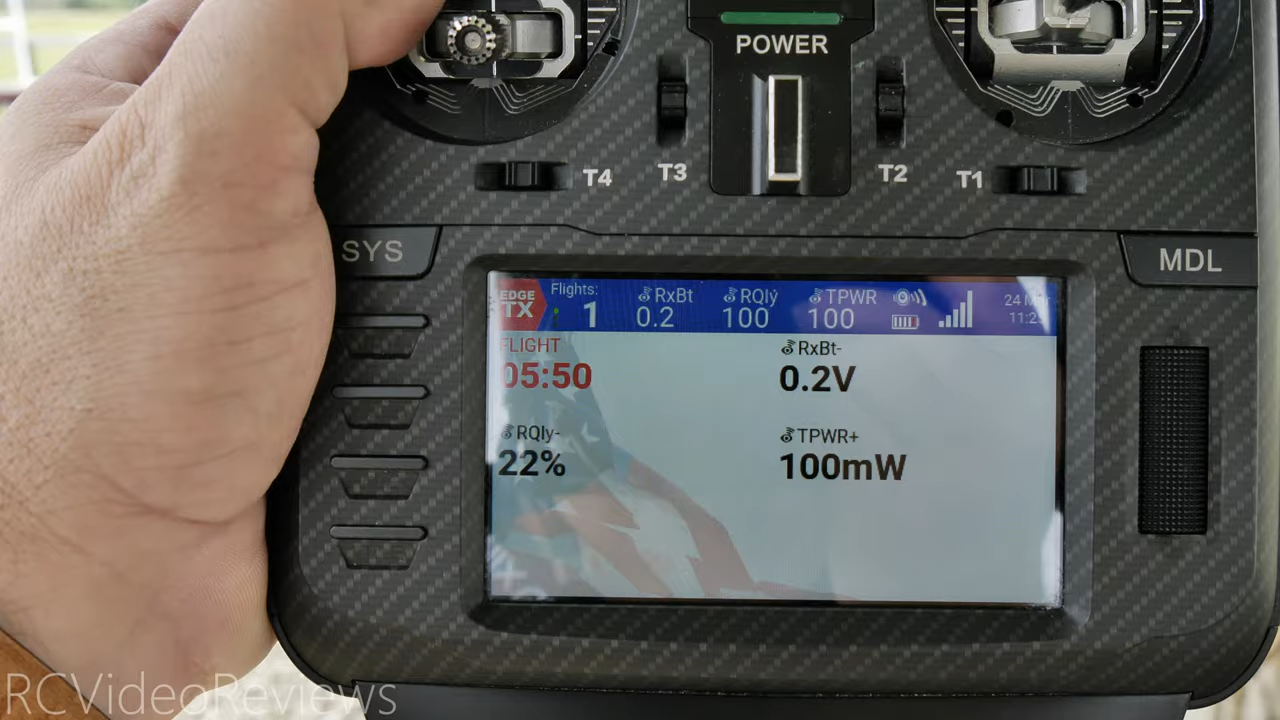 POWER
T4
T3
T2
T1
SYS
MDL
EDGE
TX
Flights:
1
RxBt
0.2
RQly
100
TPWR
100
24
FLIGHT
05:50
RxBt-
0.2V
RQly-
22%
TPWR+
100mW
RCVideoReviews